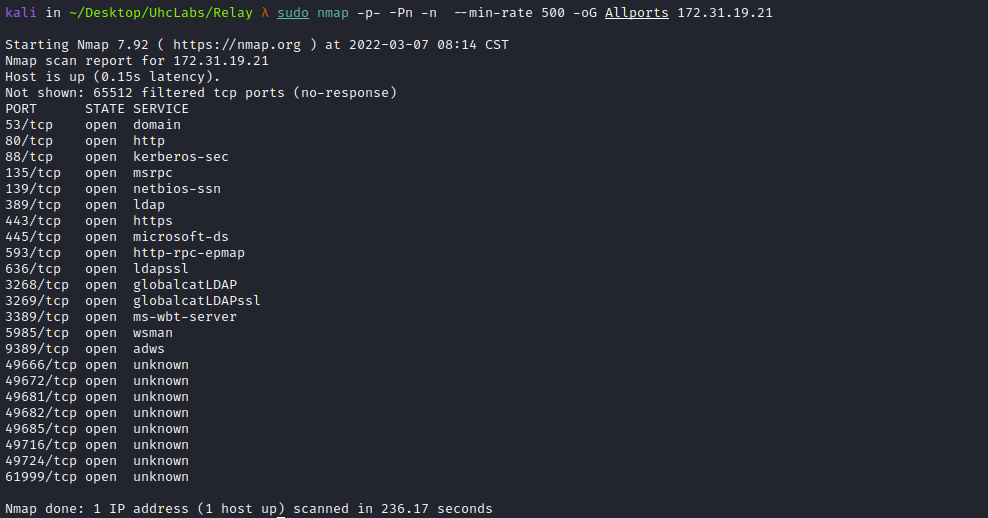 kali in ~/Desktop/UhcLabs/Relay λ sudo nmap -p- -Pn -n  --min-rate 500 -oG Allports 172.31.19.21
Starting Nmap 7.92 ( https://nmap.org ) at 2022-03-07 08:14 CST
Nmap scan report for 172.31.19.21
Host is up (0.15s latency).
Not shown: 65512 filtered tcp ports (no-response)
PORT      STATE SERVICE
53/tcp    open  domain
80/tcp    open  http
88/tcp    open  kerberos-sec
135/tcp   open  msrpc
139/tcp   open  netbios-ssn
389/tcp   open  ldap
443/tcp   open  https
445/tcp   open  microsoft-ds
593/tcp   open  http-rpc-epmap
636/tcp   open  ldapssl
3268/tcp  open  globalcatLDAP
3269/tcp  open  globalcatLDAPssl
3389/tcp  open  ms-wbt-server
5985/tcp  open  wsman
9389/tcp  open  adws
49666/tcp open  unknown
49672/tcp open  unknown
49681/tcp open  unknown
49682/tcp open  unknown
49685/tcp open  unknown
49716/tcp open  unknown
49724/tcp open  unknown
61999/tcp open  unknown
Nmap done: 1 IP address (1 host up) scanned in 236.17 seconds